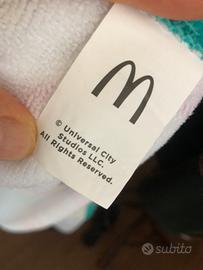 © Universal City
Studios LLC.
All Rights Reserved.
subito